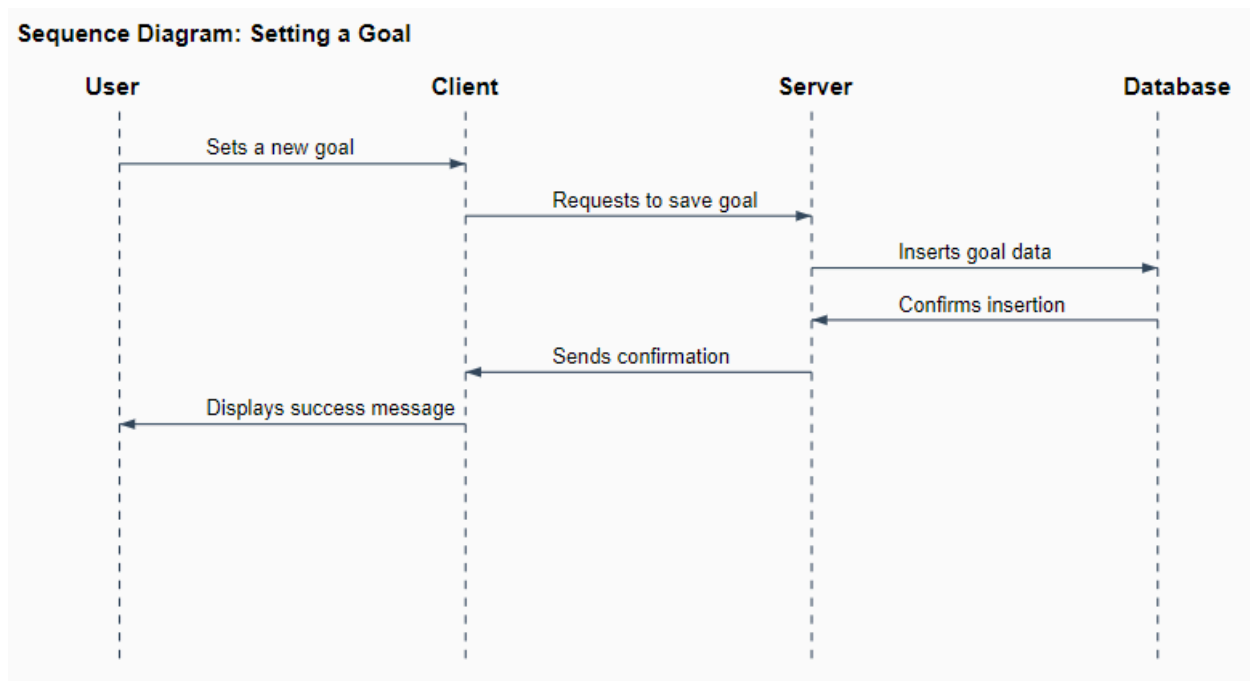 Sequence Diagram: Setting a Goal
User Client Server Database
Sets a new goal
Requests to save goal
Inserts goal data
Confirms insertion
Sends confirmation
Displays success message